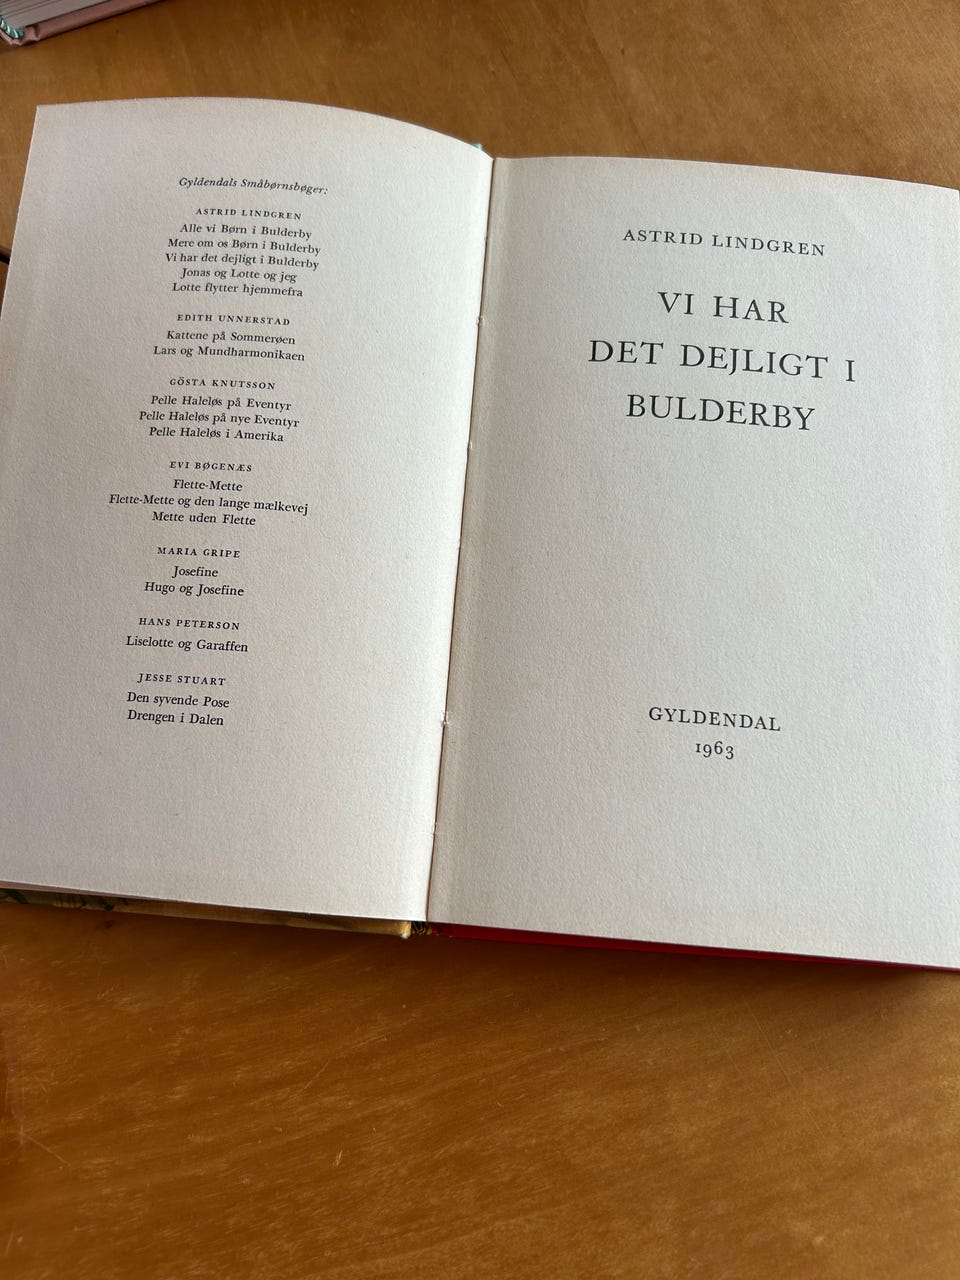 Gyldendals Småbørnsbøger:
ASTRID LINDGREN
Alle vi Børn i Bulderby
Mere om os Børn i Bulderby
Vi har det dejligt i Bulderby
Jonas og Lotte og jeg
Lotte flytter hjemmefra
EDITH UNNERSTAD
Kattene på Sommerøen
Lars og Mundharmonikaen
GÖSTA KNUTSSON
Pelle Haleløs på Eventyr
Pelle Haleløs på nye Eventyr
Pelle Haleløs i Amerika
EVI BØGENÆS
Flette-Mette
Flette-Mette og den lange mælkevej
Mette uden Flette
MARIA GRIPE
Josefine
Hugo og Josefine
HANS PETERSON
Liselotte og Garaffen
JESSE STUART
Den syvende Pose
Drengen i Dalen
ASTRID LINDGREN
VI HAR
DET DEJLIGT I
BULDERBY
GYLDENDAL
1963